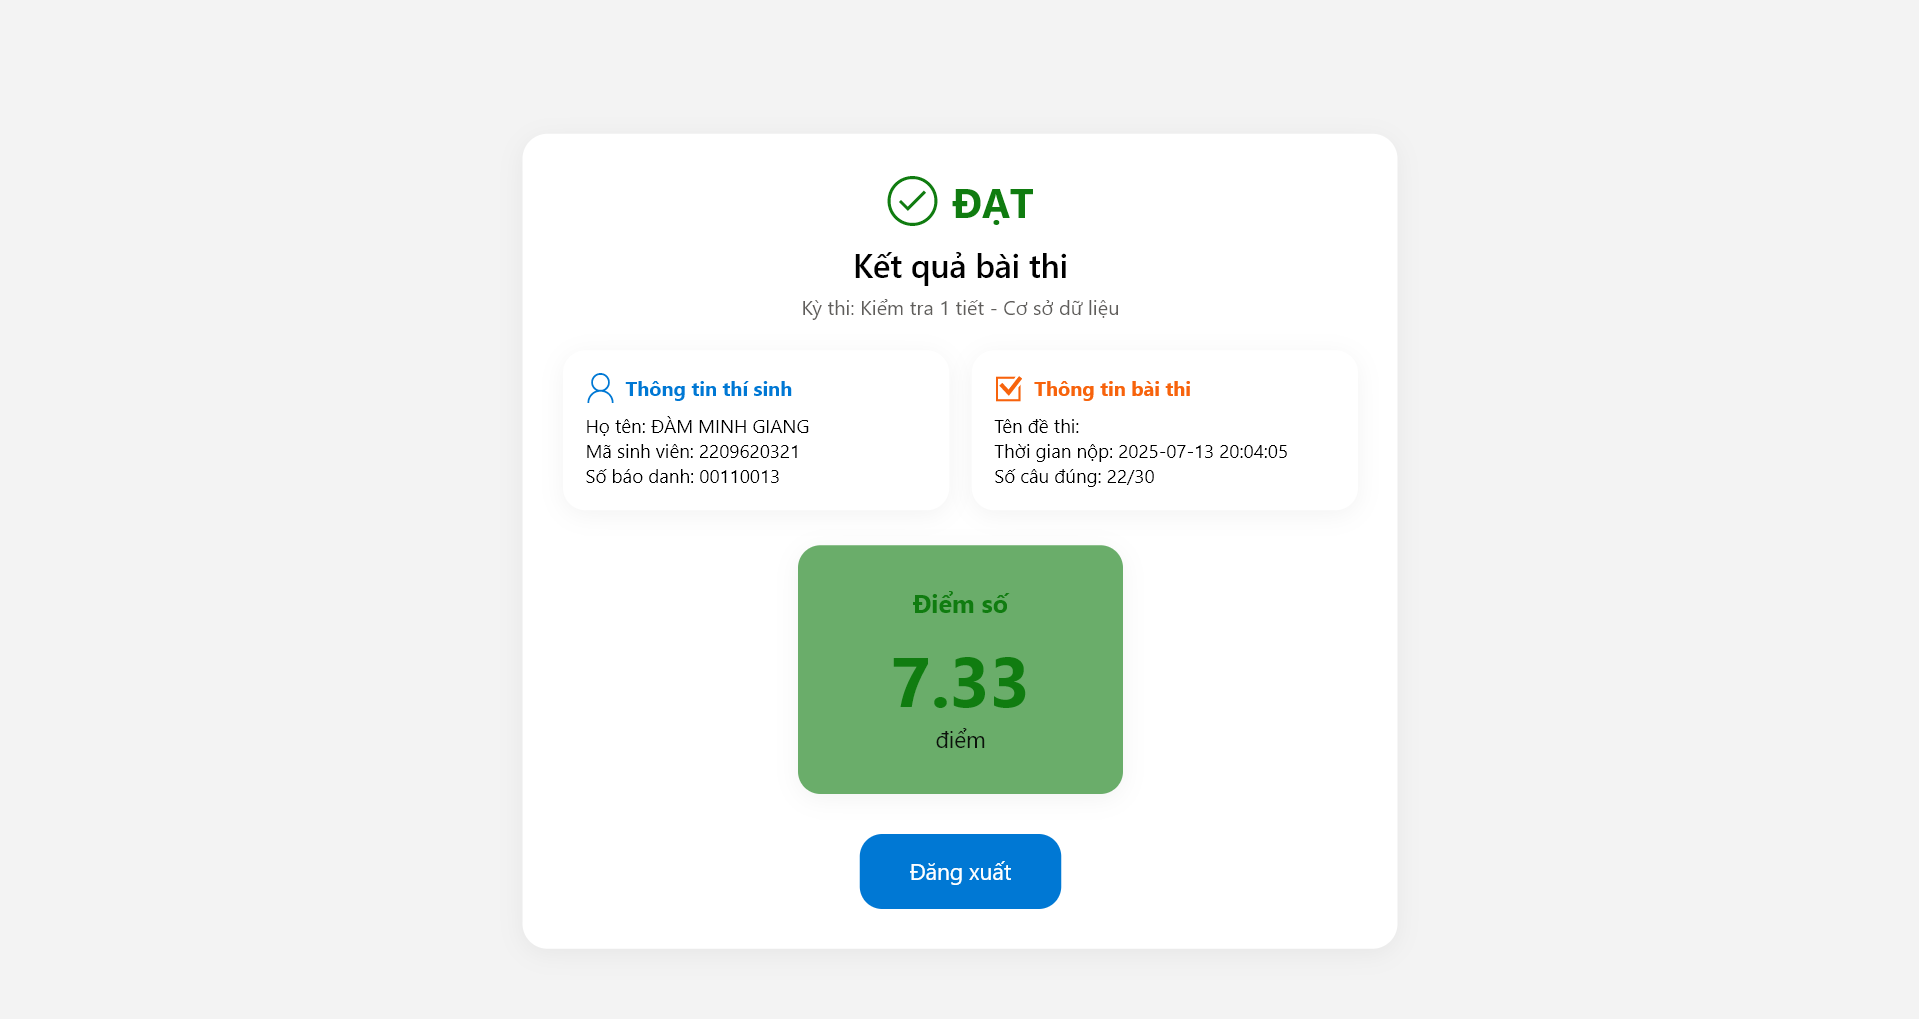 ĐẠT
Kết quả bài thi
Kỳ thi: Kiểm tra 1 tiết - Cơ sở dữ liệu
Thông tin thí sinh
Họ tên: ĐÀM MINH GIANG
Mã sinh viên: 2209620321
Số báo danh: 00110013
Thông tin bài thi
Tên đề thi:
Thời gian nộp: 2025-07-13 20:04:05
Số câu đúng: 22/30
Điểm số
7.33
điểm
Đăng xuất